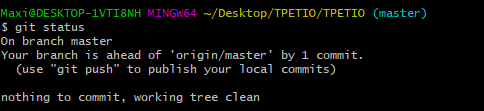 Maxi@DESKTOP-1VTI8NH MINGW64 ~/Desktop/TPETIO/TPETIO (master)
$ git status
On branch master
Your branch is ahead of 'origin/master' by 1 commit.
  (use "git push" to publish your local commits)

nothing to commit, working tree clean